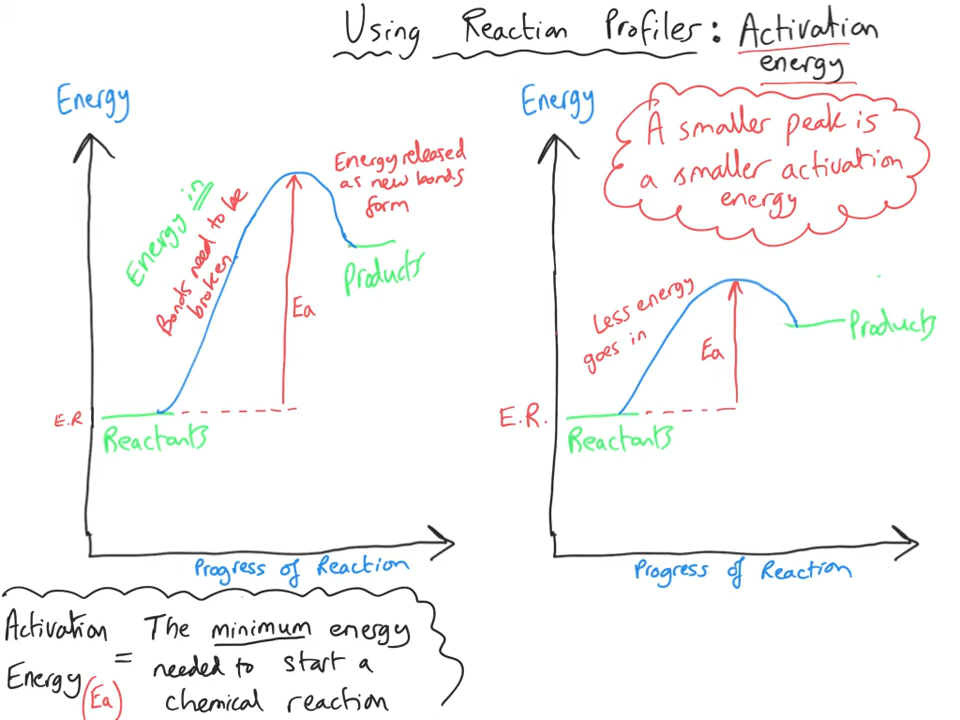 Using Reaction Profiles: Activation
energy
Energy
Energy in
Bonds need to be
broken
Energy released
as new bonds
form
Ea
Products
E.R
Reactants
Progress of Reaction
Energy
A smaller peak is
a smaller activation
energy
Less energy
goes in
Ea
Products
E.R.
Reactants
Progress of Reaction
Activation = The minimum energy
Energy (Ea) needed to start a
chemical reaction